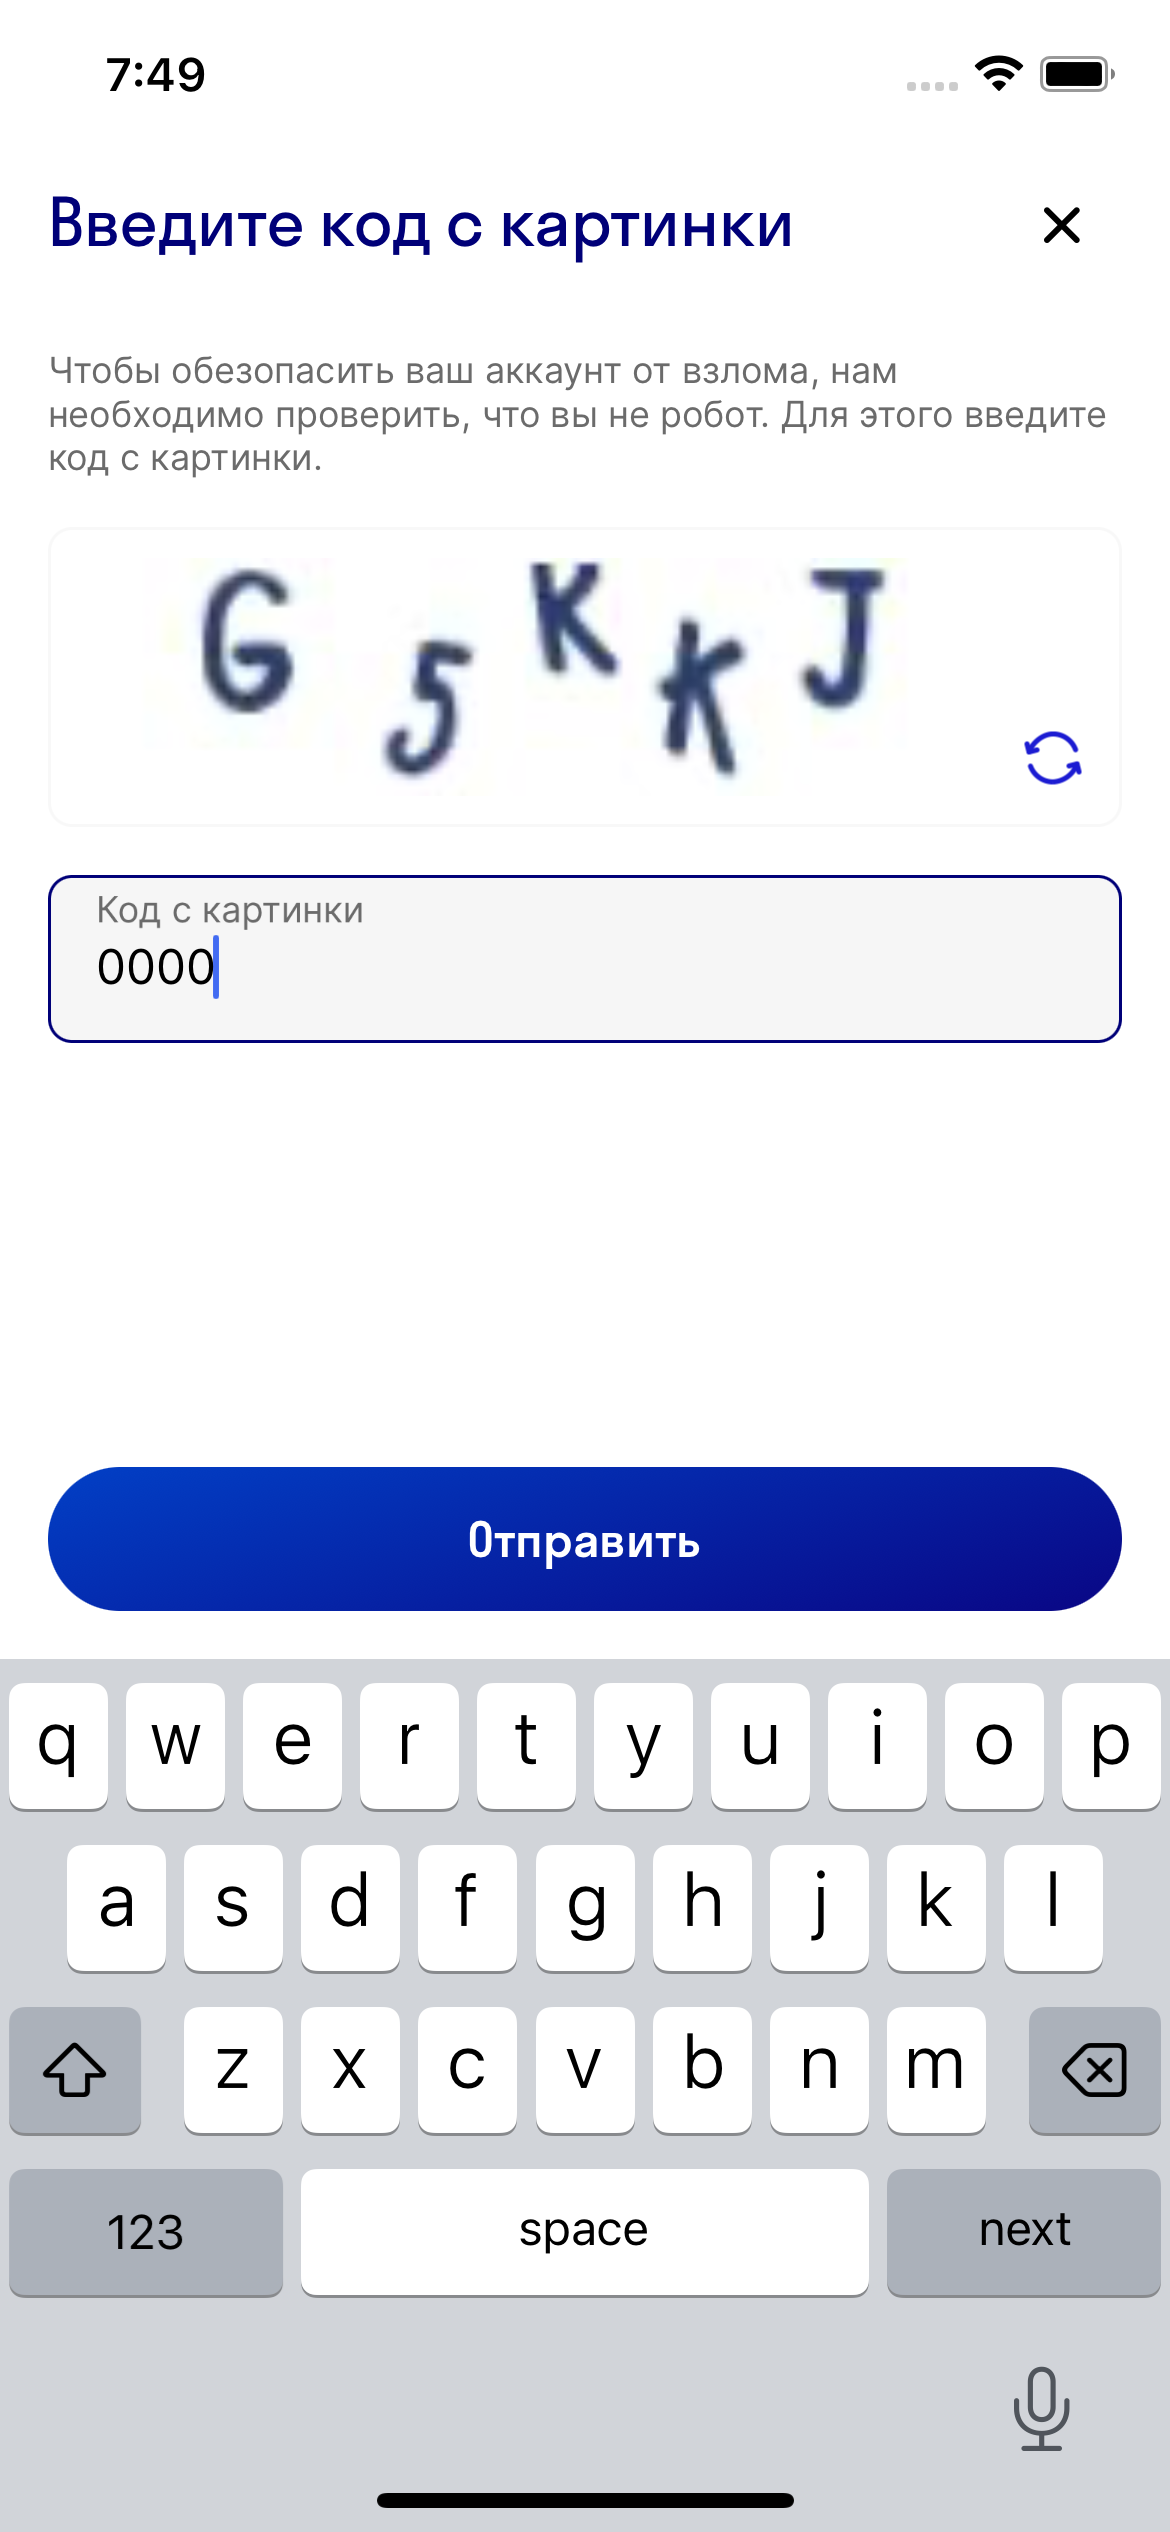 7:49
Введите код с картинки
Чтобы обезопасить ваш аккаунт от взлома, нам
необходимо проверить, что вы не робот. Для этого введите
код с картинки.
G 5 K K J
Код с картинки
0000
Отправить
q w e r t y u i o p
a s d f g h j k l
z x c v b n m
123 space next